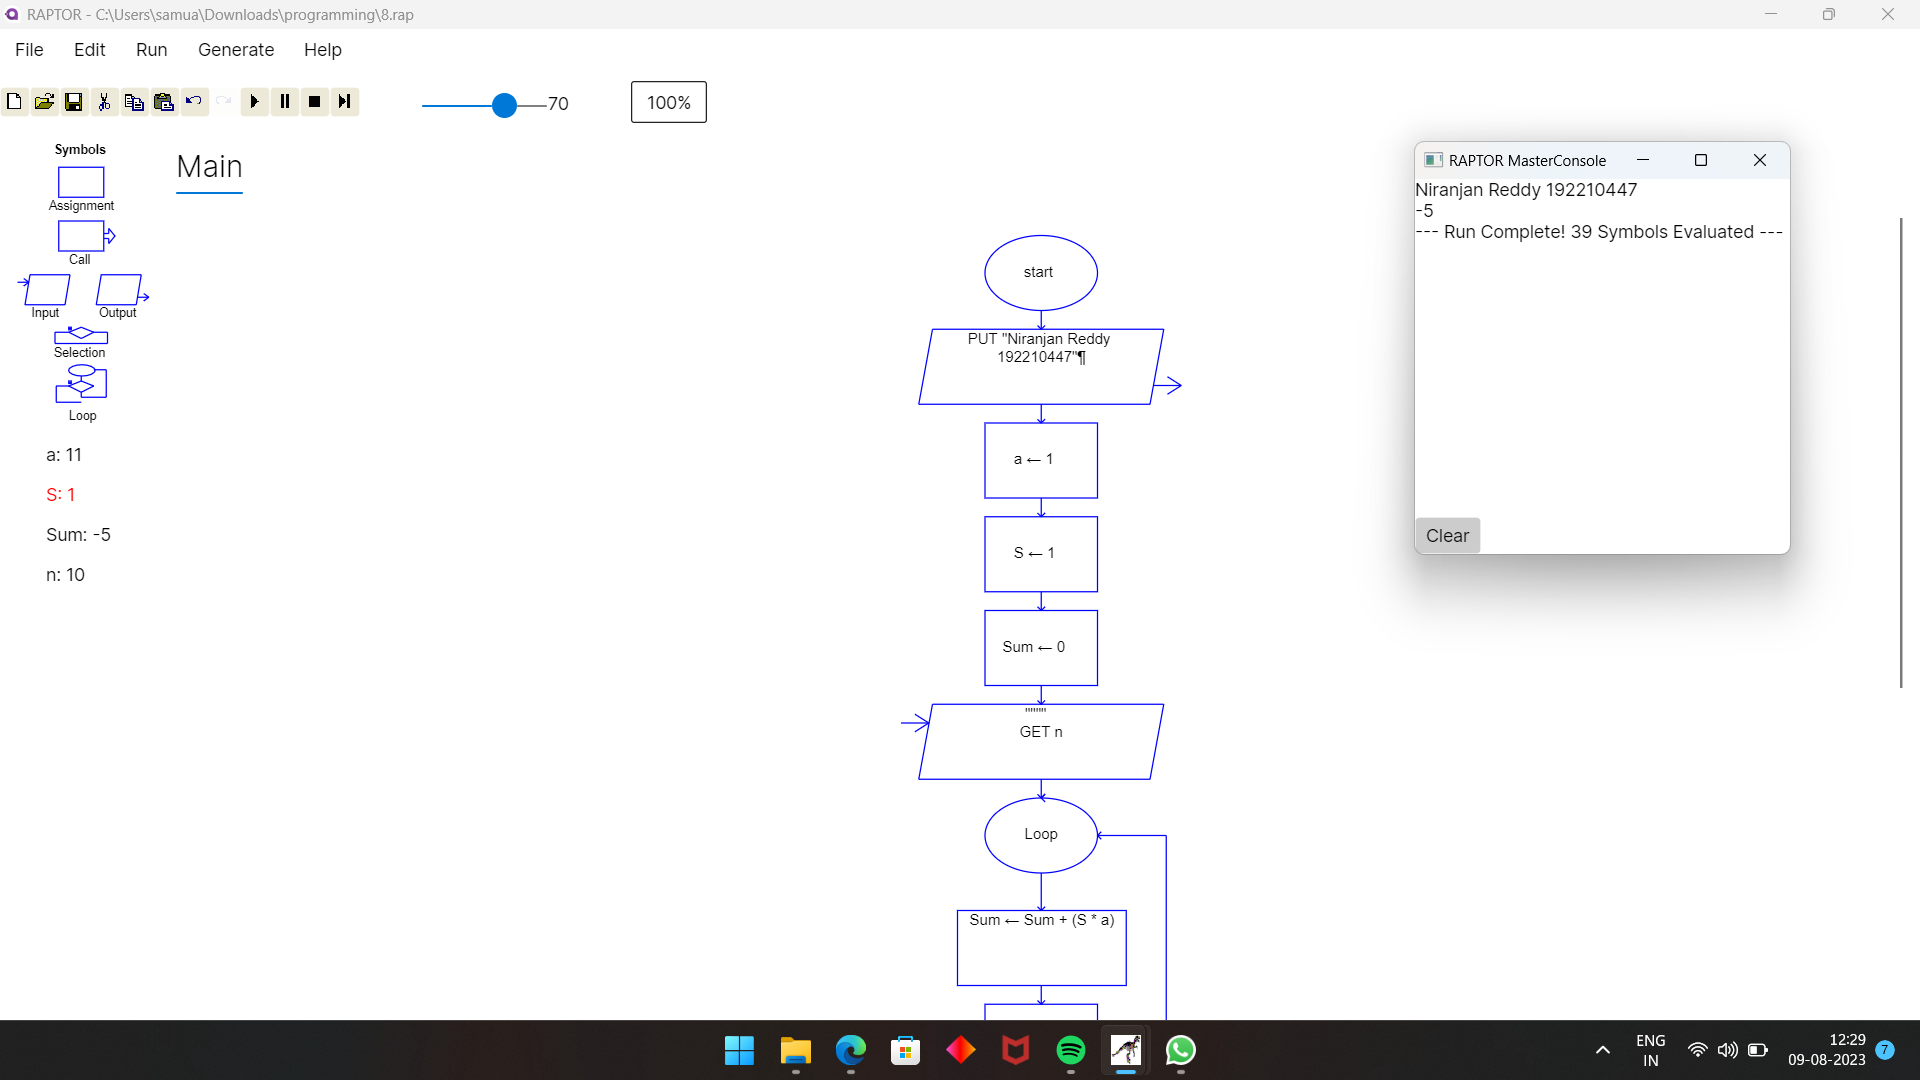 RAPTOR - C:\Users\samua\Downloads\programming\8.rap
File Edit Run Generate Help
70
100%
Symbols
Assignment
Call
Input Output
Selection
Loop
a: 11
S: 1
Sum: -5
n: 10
Main
start
PUT "Niranjan Reddy
192210447"¶
a ← 1
S ← 1
Sum ← 0
""""""
GET n
Loop
Sum ← Sum + (S * a)
RAPTOR MasterConsole
Niranjan Reddy 192210447
-5
--- Run Complete! 39 Symbols Evaluated ---
Clear
ENG
IN
12:29
09-08-2023
7